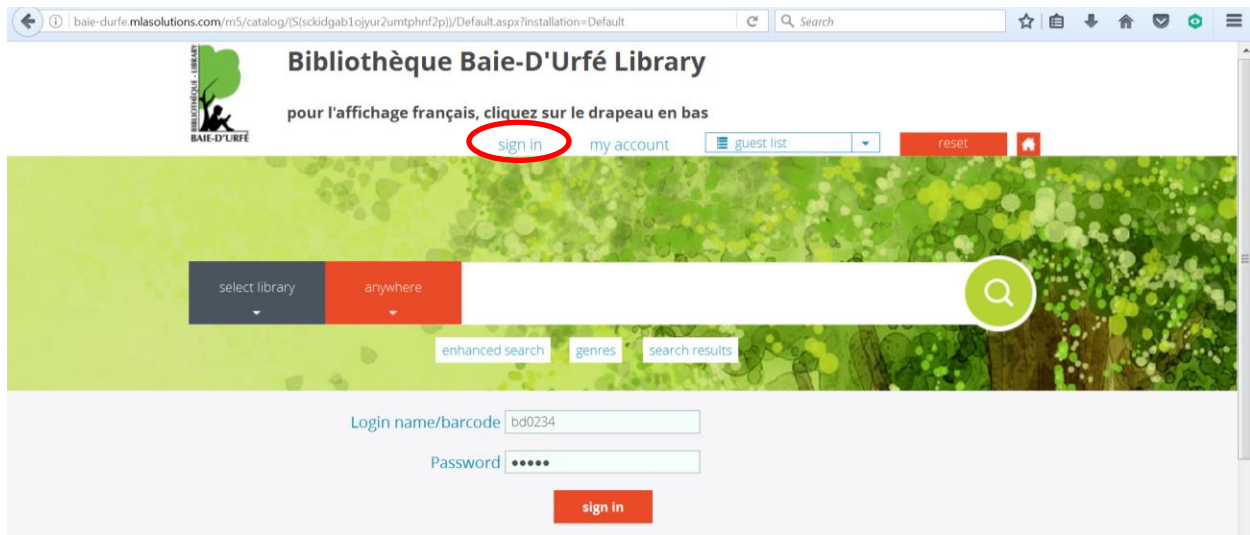 baie-durfe.mlasolutions.com/m5/catalog/(S(sckidgab1ojyur2umtphnf2p))/Default.aspx?installation=Default
Search
BIBLIOTHÈQUE - LIBRARY
BAIE-D'URFÉ
Bibliothèque Baie-D'Urfé Library
pour l'affichage français, cliquez sur le drapeau en bas
sign in my account guest list reset
select library anywhere
enhanced search genres search results
Login name/barcode bd0234
Password •••••
sign in